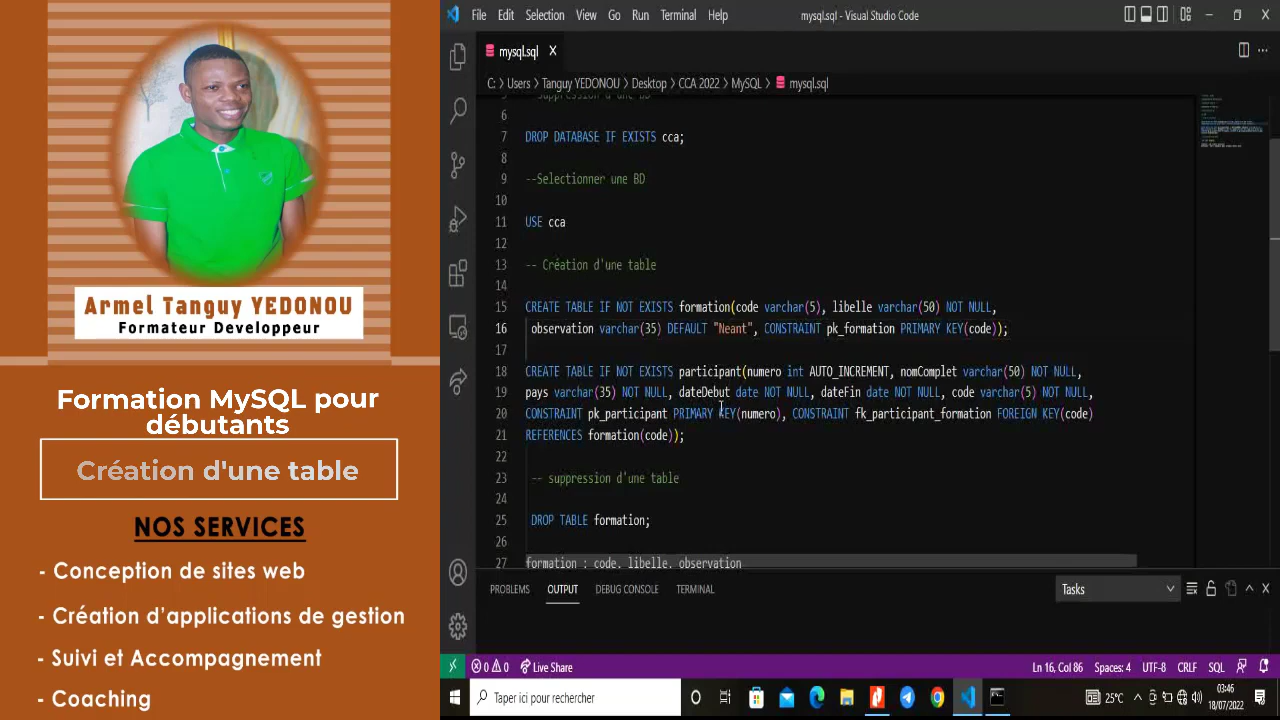 Armel Tanguy YEDONOU
Formateur Developpeur
Formation MySQL pour
débutants
Création d'une table
NOS SERVICES
- Conception de sites web
- Création d'applications de gestion
- Suivi et Accompagnement
- Coaching
File Edit Selection View Go Run Terminal Help
mysql.sql - Visual Studio Code
mysql.sql
C: > Users > Tanguy YEDONOU > Desktop > CCA 2022 > MySQL > mysql.sql
6
7 DROP DATABASE IF EXISTS cca;
8
9 --Selectionner une BD
10
11 USE cca
12
13 -- Création d'une table
14
15 CREATE TABLE IF NOT EXISTS formation(code varchar(5), libelle varchar(50) NOT NULL,
16 observation varchar(35) DEFAULT "Neant", CONSTRAINT pk_formation PRIMARY KEY(code));
17
18 CREATE TABLE IF NOT EXISTS participant(numero int AUTO_INCREMENT, nomComplet varchar(50) NOT NULL,
19 pays varchar(35) NOT NULL, dateDebut date NOT NULL, dateFin date NOT NULL, code varchar(5) NOT NULL,
20 CONSTRAINT pk_participant PRIMARY KEY(numero), CONSTRAINT fk_participant_formation FOREIGN KEY(code)
21 REFERENCES formation(code));
22
23 -- suppression d'une table
24
25 DROP TABLE formation;
26
27 formation : code, libelle, observation
PROBLEMS OUTPUT DEBUG CONSOLE TERMINAL
Tasks
0 0 Live Share
Ln 16, Col 86 Spaces: 4 UTF-8 CRLF SQL
Taper ici pour rechercher
25°C
03:46
18/07/2022